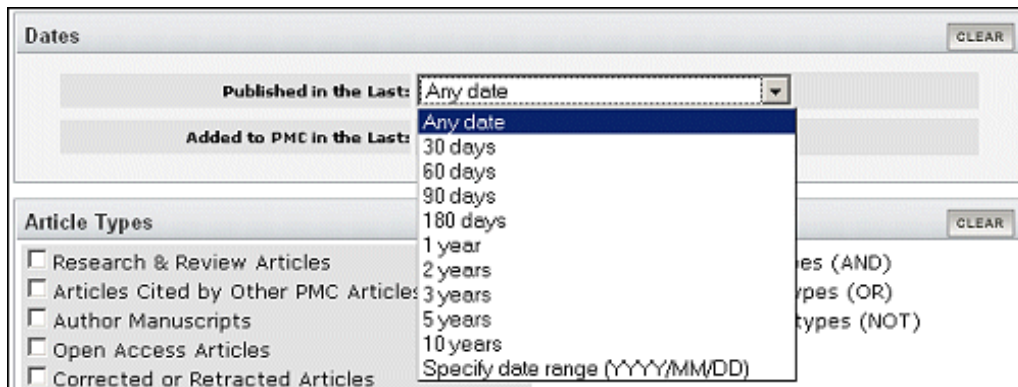 Dates CLEAR
Published in the Last: Any date
Added to PMC in the Last:
Any date
30 days
60 days
90 days
180 days
1 year
2 years
3 years
5 years
10 years
Specify date range (YYYY/MM/DD)
Article Types CLEAR
Research & Review Articles
Articles Cited by Other PMC Articles
Author Manuscripts
Open Access Articles
Corrected or Retracted Articles
(AND)
(OR)
types (NOT)